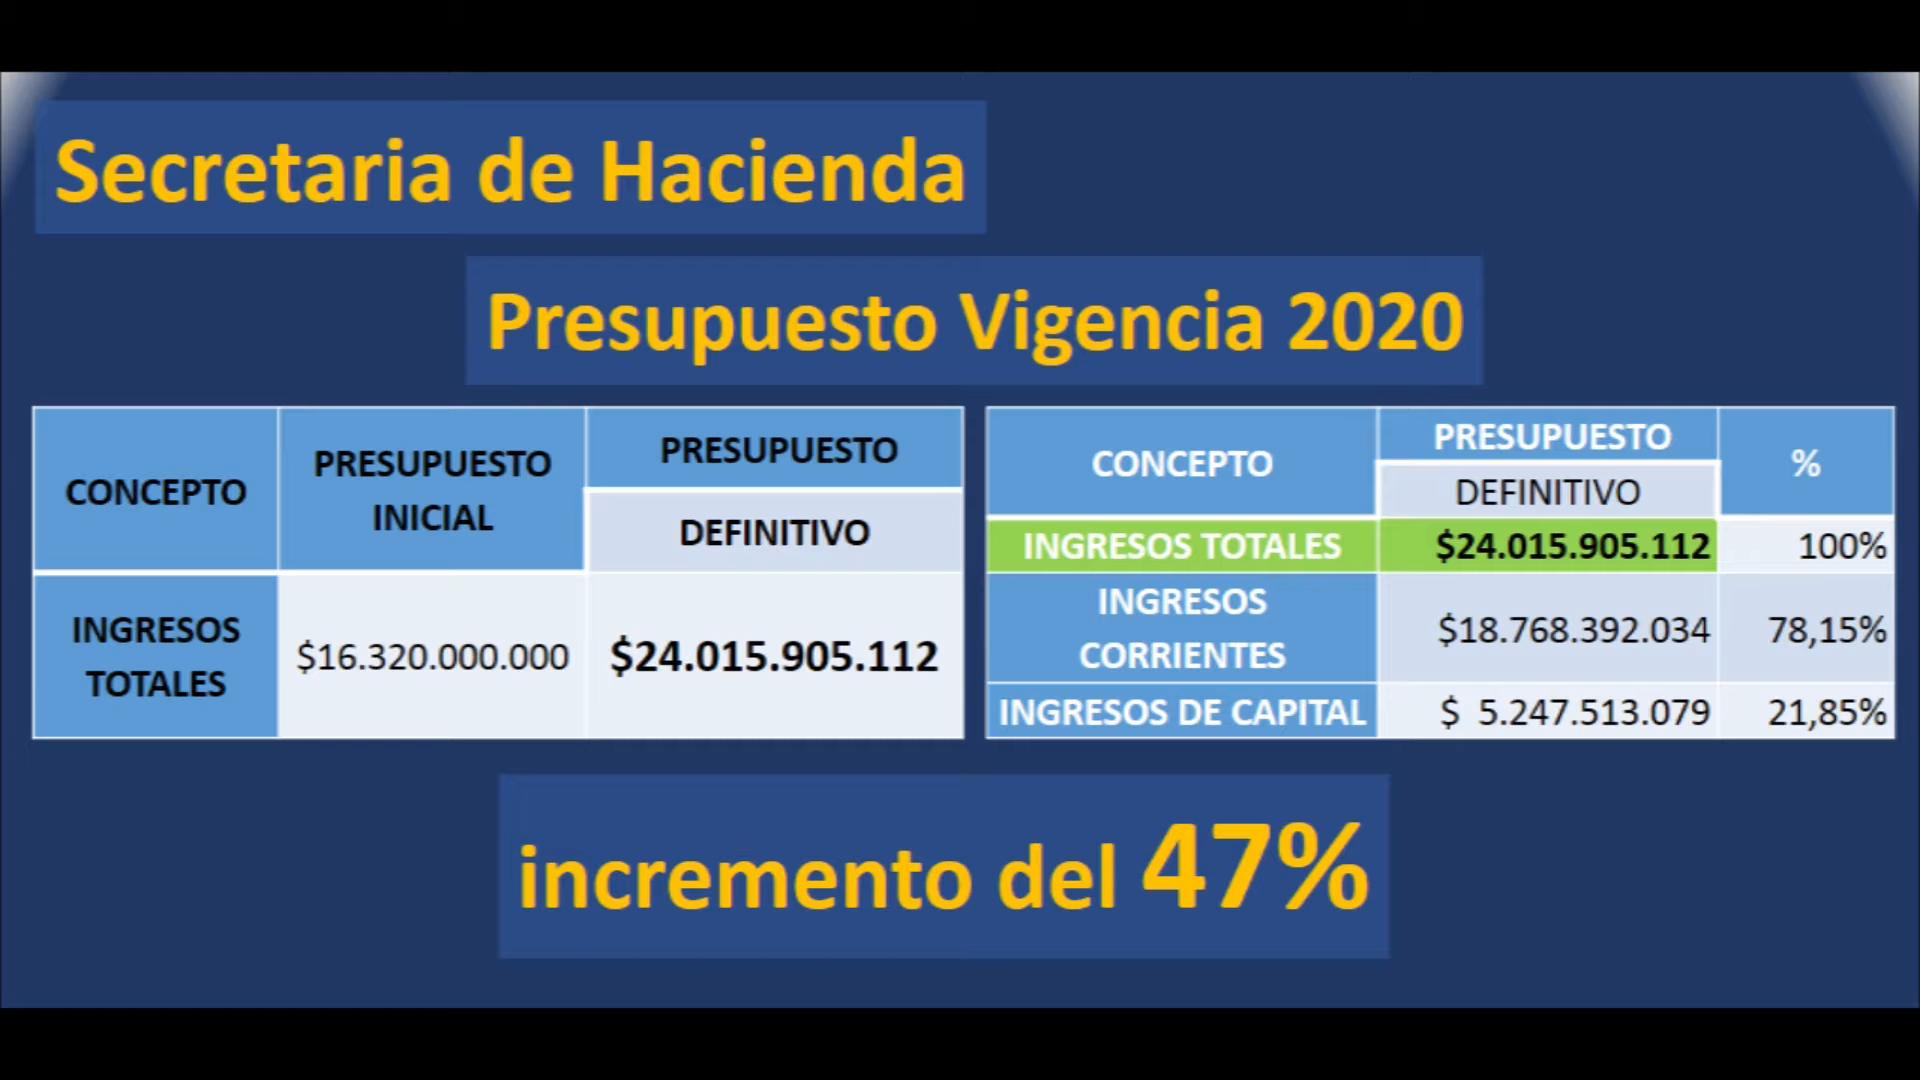 Secretaria de Hacienda
Presupuesto Vigencia 2020
CONCEPTO
PRESUPUESTO
INICIAL
PRESUPUESTO
DEFINITIVO
INGRESOS
TOTALES
$16.320.000.000
$24.015.905.112
CONCEPTO
PRESUPUESTO
DEFINITIVO
%
INGRESOS TOTALES
$24.015.905.112
100%
INGRESOS
CORRIENTES
$18.768.392.034
78,15%
INGRESOS DE CAPITAL
$ 5.247.513.079
21,85%
incremento del 47%